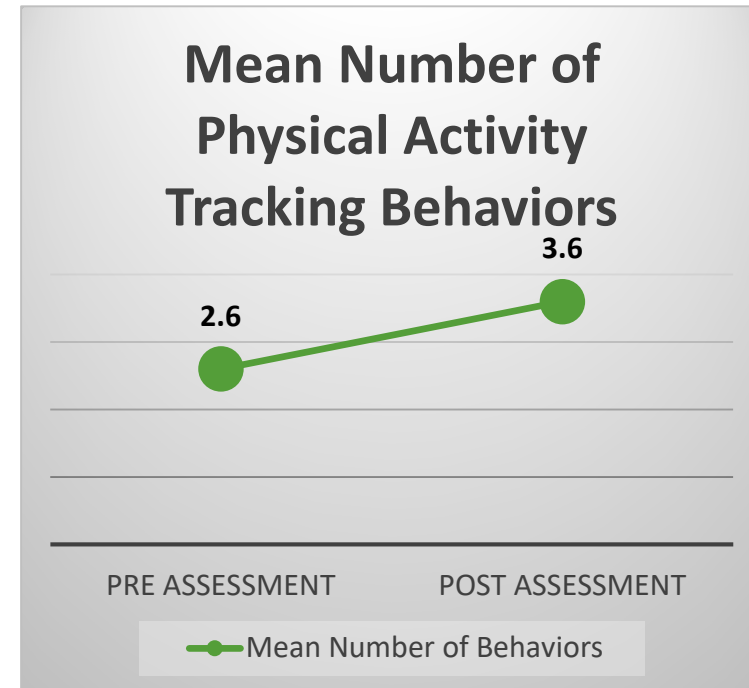 Mean Number of
Physical Activity
Tracking Behaviors
3.6
2.6
PRE ASSESSMENT POST ASSESSMENT
Mean Number of Behaviors